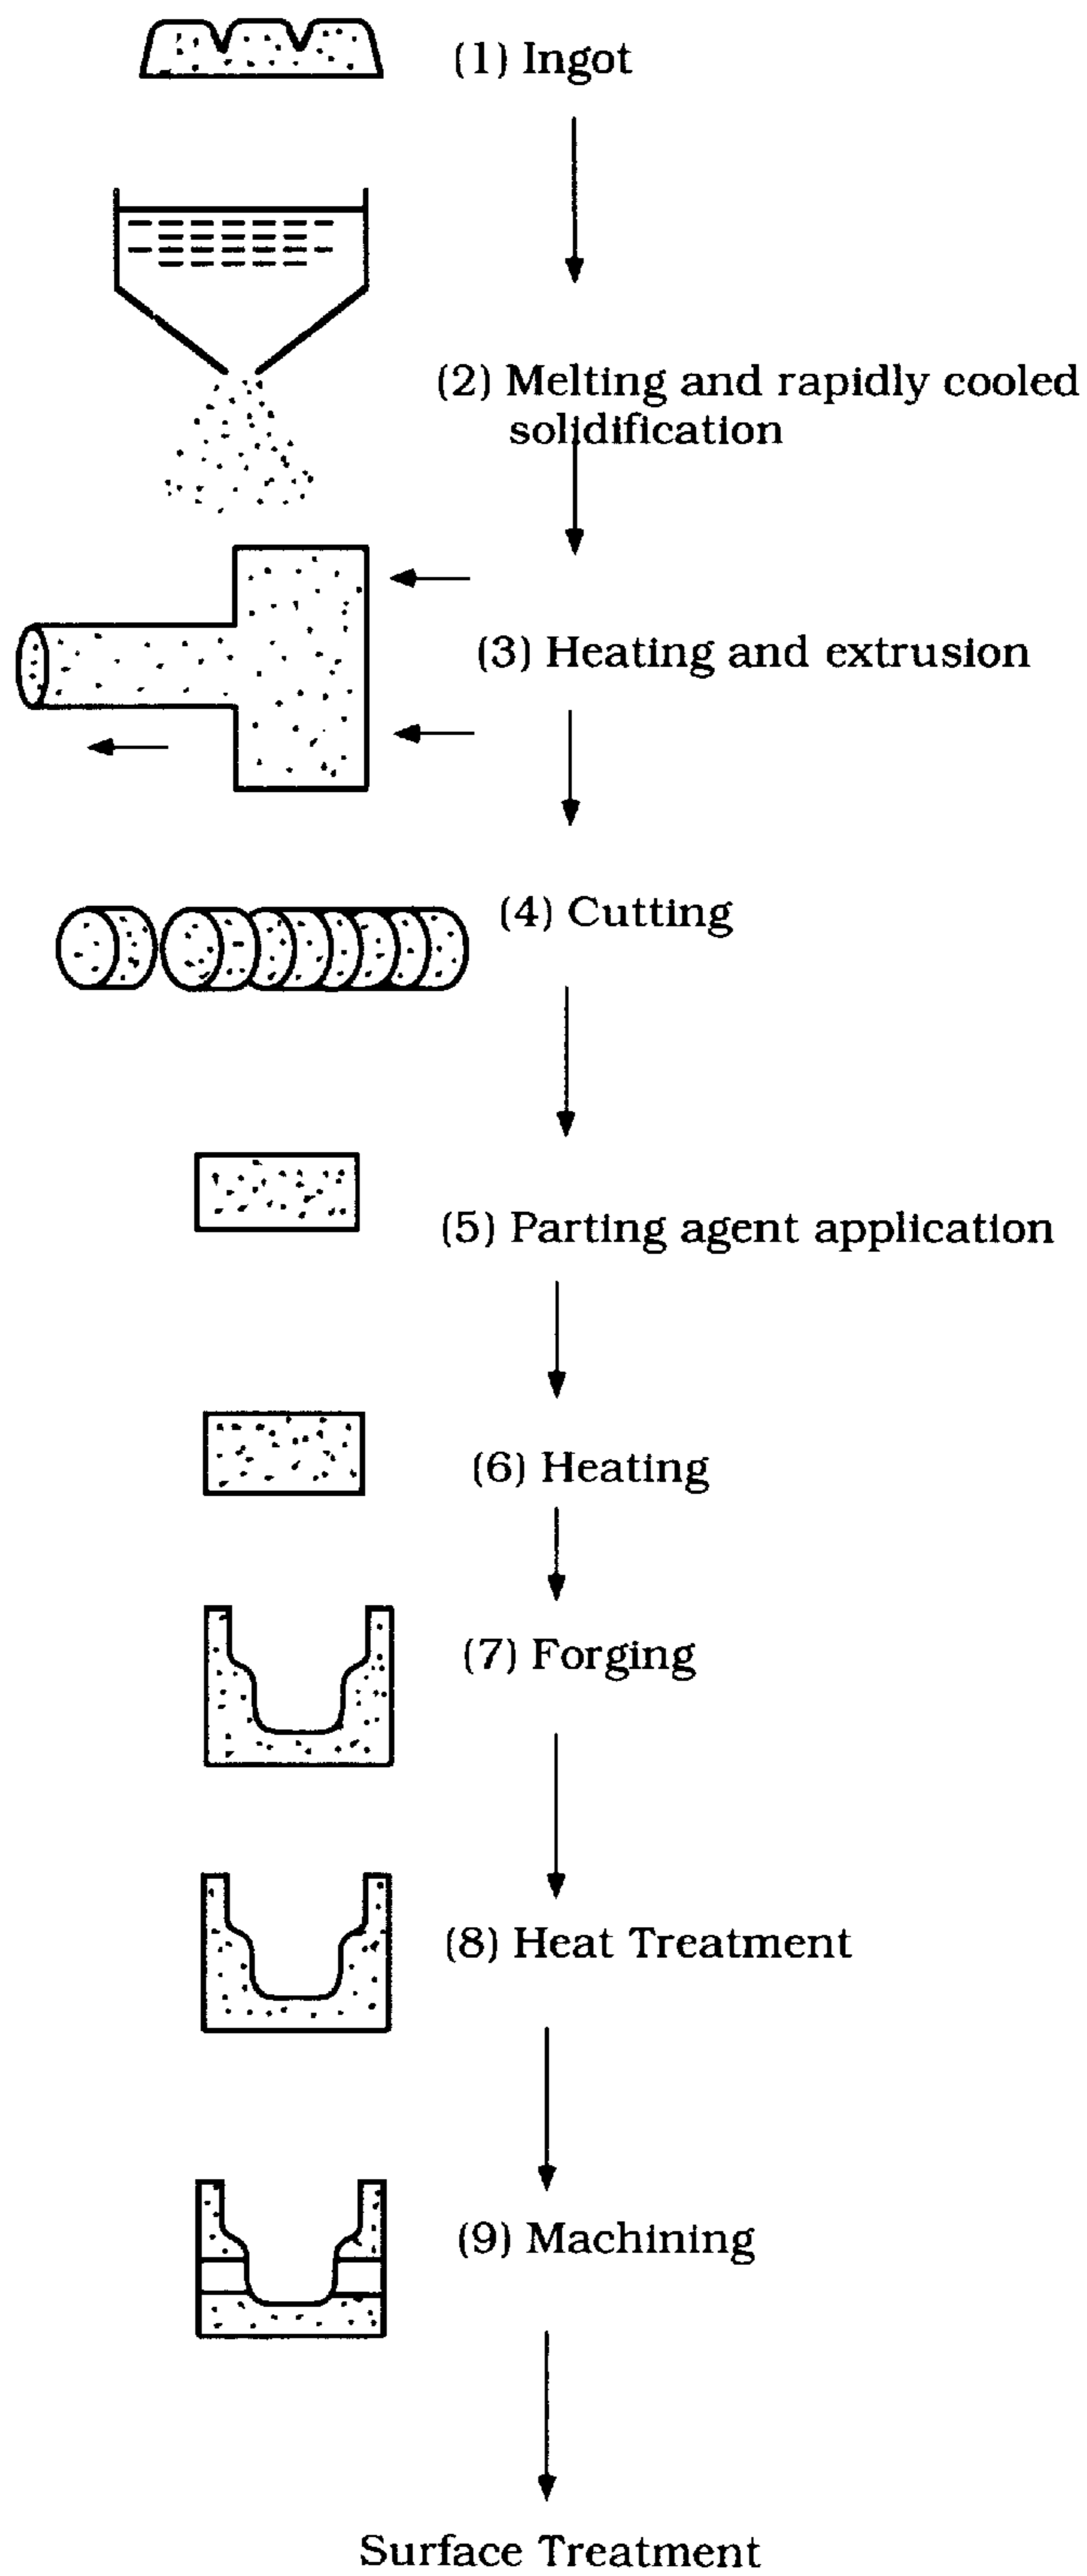 (1) Ingot
(2) Melting and rapidly cooled
solidification
(3) Heating and extrusion
(4) Cutting
(5) Parting agent application
(6) Heating
(7) Forging
(8) Heat Treatment
(9) Machining
Surface Treatment